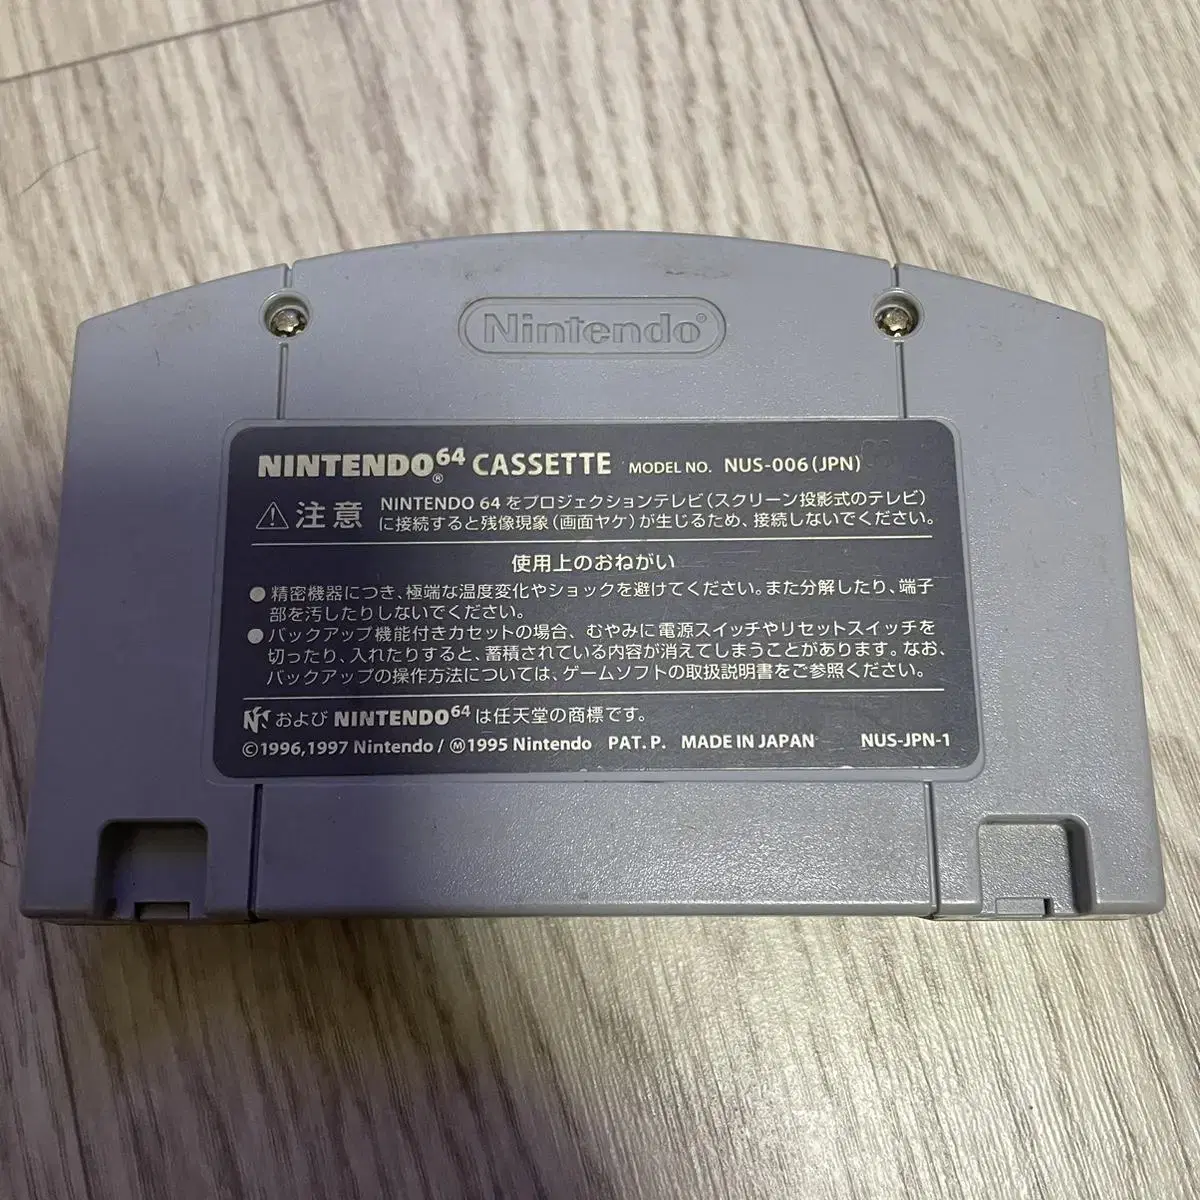 Nintendo®
NINTENDO®64 CASSETTE MODEL NO. NUS-006(JPN)
⚠注意 NINTENDO 64 をプロジェクションテレビ(スクリーン投影式のテレビ)
に接続すると残像現象(画面ヤケ)が生じるため、接続しないでください。
使用上のおねがい
●精密機器につき、極端な温度変化やショックを避けてください。また分解したり、端子
部を汚したりしないでください。
●バックアップ機能付きカセットの場合、むやみに電源スイッチやリセットスイッチを
切ったり、入れたりすると、蓄積されている内容が消えてしまうことがあります。なお、
バックアップの操作方法については、ゲームソフトの取扱説明書をご参照ください。
および NINTENDO64 は任天堂の商標です。
©1996,1997 Nintendo / Ⓜ1995 Nintendo PAT. P. MADE IN JAPAN NUS-JPN-1